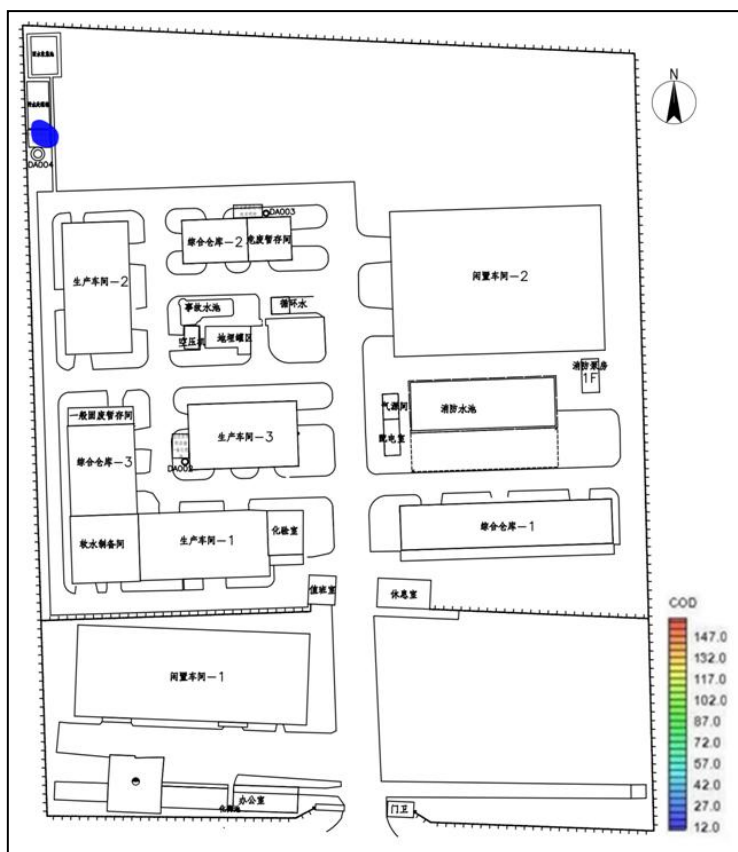 N
DA004
DA003
综合仓库-2
危废暂存间
生产车间-2
闲置车间-2
事故水池
循环水
空压机
地埋罐区
消防泵房
1F
气源间
消防水池
配电室
一般固废暂存间
生产车间-3
综合仓库-3
DA002
软水制备间
生产车间-1
化验室
综合仓库-1
值班室
休息室
COD
147.0
132.0
117.0
102.0
87.0
72.0
57.0
42.0
27.0
12.0
闲置车间-1
办公室
化粪池
门卫